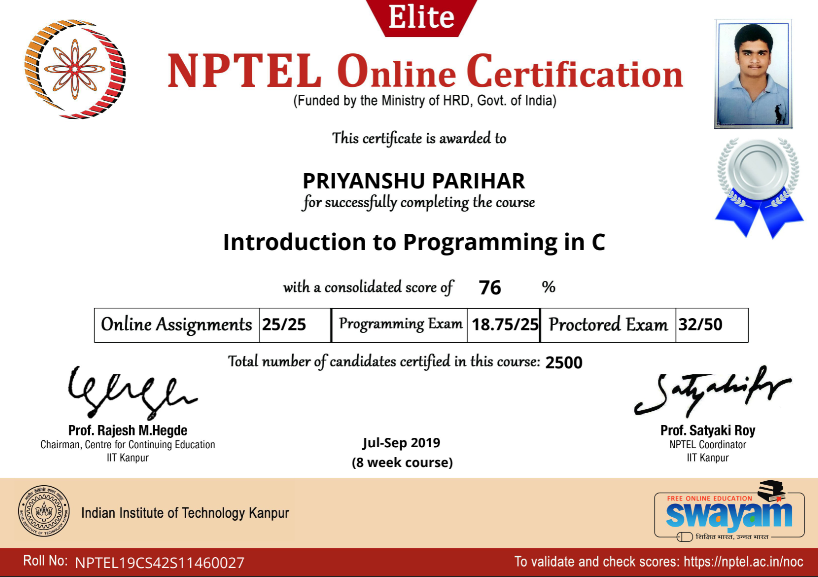 Elite
NPTEL Online Certification
(Funded by the Ministry of HRD, Govt. of India)
This certificate is awarded to
PRIYANSHU PARIHAR
for successfully completing the course
Introduction to Programming in C
with a consolidated score of 76 %
Online Assignments 25/25 Programming Exam 18.75/25 Proctored Exam 32/50
Total number of candidates certified in this course: 2500
Prof. Rajesh M.Hegde
Chairman, Centre for Continuing Education
IIT Kanpur
Jul-Sep 2019
(8 week course)
Prof. Satyaki Roy
NPTEL Coordinator
IIT Kanpur
Indian Institute of Technology Kanpur
FREE ONLINE EDUCATION
swayam
शिक्षित भारत, उन्नत भारत
Roll No: NPTEL19CS42S11460027
To validate and check scores: https://nptel.ac.in/noc